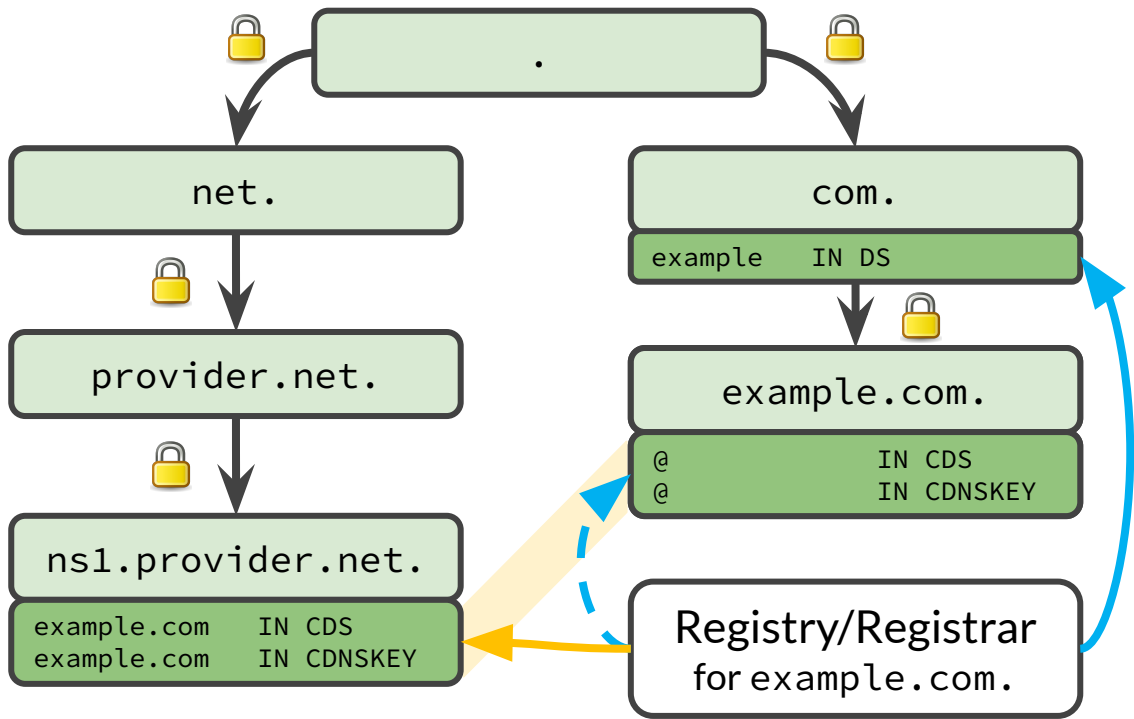 .
net.
provider.net.
ns1.provider.net.
example.com   IN CDS
example.com   IN CDNSKEY
com.
example   IN DS
example.com.
@             IN CDS
@             IN CDNSKEY
Registry/Registrar
for example.com.